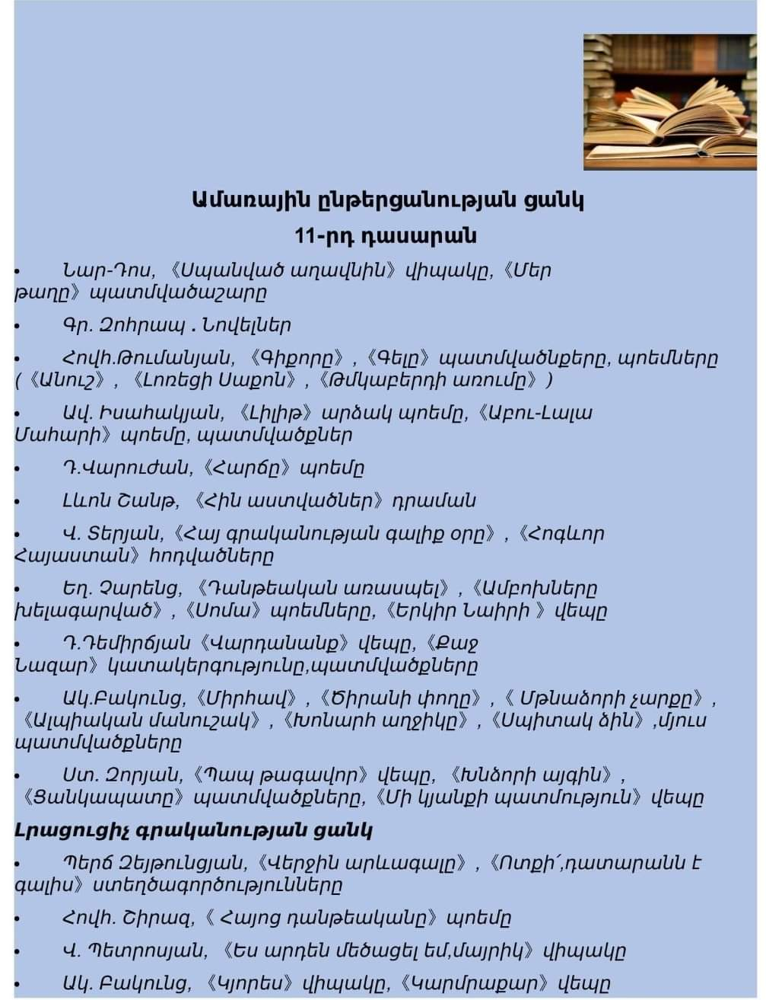 Ամառային ընթերցանության ցանկ
11-րդ դասարան
• Նար-Դոս, 《Սպանված աղավնին》վիպակը,《Մեր
թաղը》պատմվածաշարը
• Գր. Զոհրապ . Նովելներ
• Հովհ.Թումանյան, 《Գիքորը》,《Գելը》պատմվածնքերը, պոեմները
(《Անուշ》, 《Լոռեցի Սաքոն》,《Թմկաբերդի առումը》)
• Ավ. Իսահակյան, 《Լիլիթ》արձակ պոեմը,《Աբու-Լալա
Մահարի》պոեմը, պատմվածքներ
• Դ.Վարուժան,《Հարճը》պոեմը
• Լևոն Շանթ, 《Հին աստվածներ》դրաման
• Վ. Տերյան,《Հայ գրականության գալիք օրը》,《Հոգևոր
Հայաստան》հոդվածները
• Եղ. Չարենց, 《Դանթեական առասպել》,《Ամբոխները
խելագարված》,《Սոմա》պոեմները,《Երկիր Նաիրի 》վեպը
• Դ.Դեմիրճյան《Վարդանանք》վեպը,《Քաջ
Նազար》կատակերգությունը,պատմվածքները
• Ակ.Բակունց,《Միրհավ》,《Ծիրանի փողը》,《 Մթնաձորի չարքը》,
《Ալպիական մանուշակ》,《Խոնարհ աղջիկը》,《Սպիտակ ձին》,մյուս
պատմվածքները
• Ստ. Զորյան,《Պապ թագավոր》վեպը, 《Խնձորի այգին》,
《Ցանկապատը》պատմվածքները,《Մի կյանքի պատմություն》վեպը
Լրացուցիչ գրականության ցանկ
• Պերճ Զեյթունցյան,《Վերջին արևագալը》,《Ոտքի՛,դատարանն է
գալիս》ստեղծագործությունները
• Հովհ. Շիրազ,《 Հայոց դանթեականը》պոեմը
• Վ. Պետրոսյան, 《Ես արդեն մեծացել եմ,մայրիկ》վիպակը
• Ակ. Բակունց, 《Կյորես》վիպակը,《Կարմրաքար》վեպը